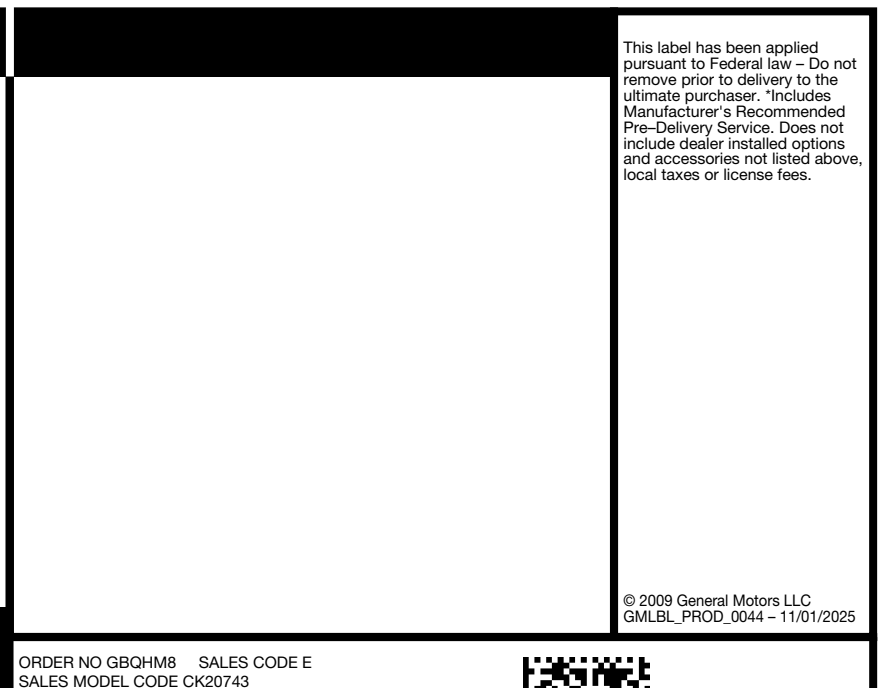 This label has been applied
pursuant to Federal law – Do not
remove prior to delivery to the
ultimate purchaser. *Includes
Manufacturer's Recommended
Pre–Delivery Service. Does not
include dealer installed options
and accessories not listed above,
local taxes or license fees.
© 2009 General Motors LLC
GMLBL_PROD_0044 – 11/01/2025
ORDER NO GBQHM8 SALES CODE E
SALES MODEL CODE CK20743